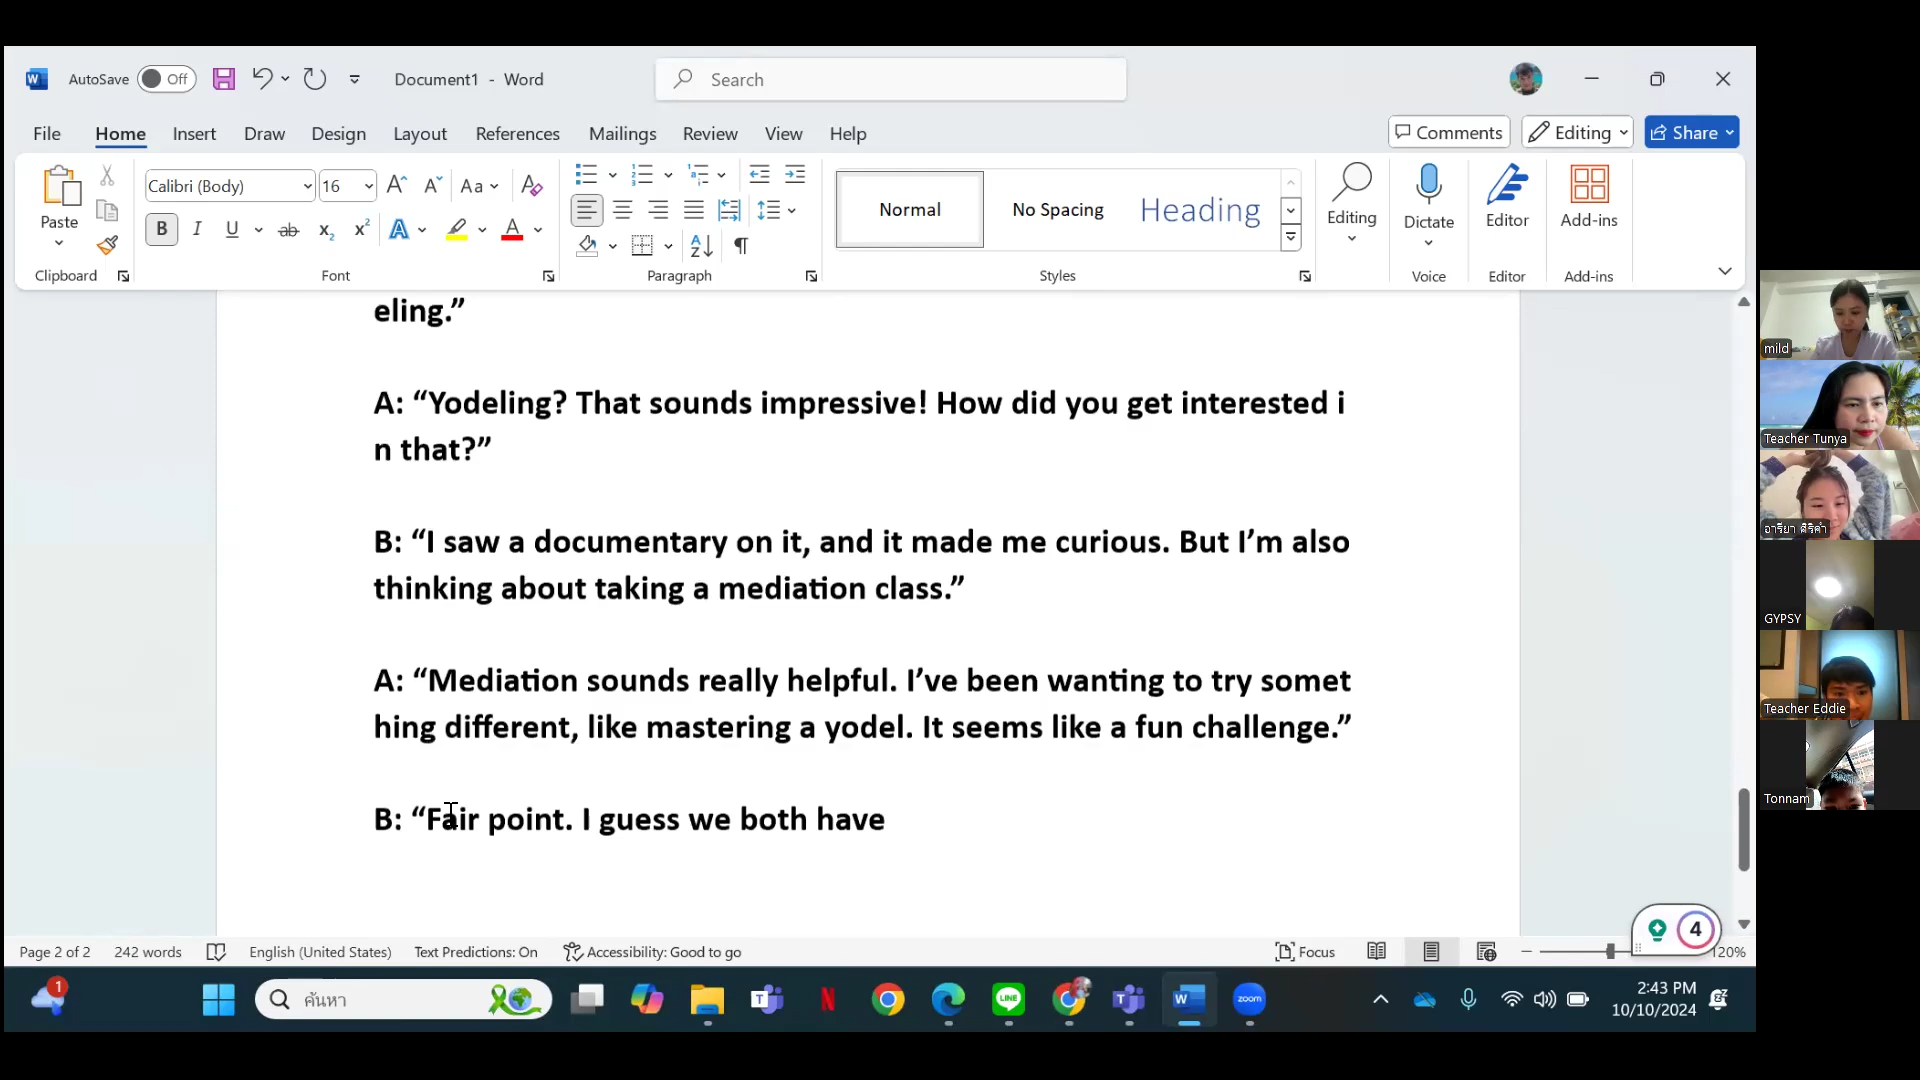 AutoSave Off Document1 - Word Search
File Home Insert Draw Design Layout References Mailings Review View Help Comments Editing Share
Paste Calibri (Body) 16 Normal No Spacing Heading Editing Dictate Editor Add-ins
Clipboard Font Paragraph Styles Voice Editor Add-ins
eling.”
A: “Yodeling? That sounds impressive! How did you get interested i
n that?”
B: “I saw a documentary on it, and it made me curious. But I’m also
thinking about taking a mediation class.”
A: “Mediation sounds really helpful. I’ve been wanting to try somet
hing different, like mastering a yodel. It seems like a fun challenge.”
B: “Fair point. I guess we both have
4
Page 2 of 2 242 words English (United States) Text Predictions: On Accessibility: Good to go Focus 120%
1 ค้นหา LINE zoom 2:43 PM
10/10/2024
mild
Teacher Tunya
อารียา ศิริคำ
GYPSY
Teacher Eddie
Tonnam